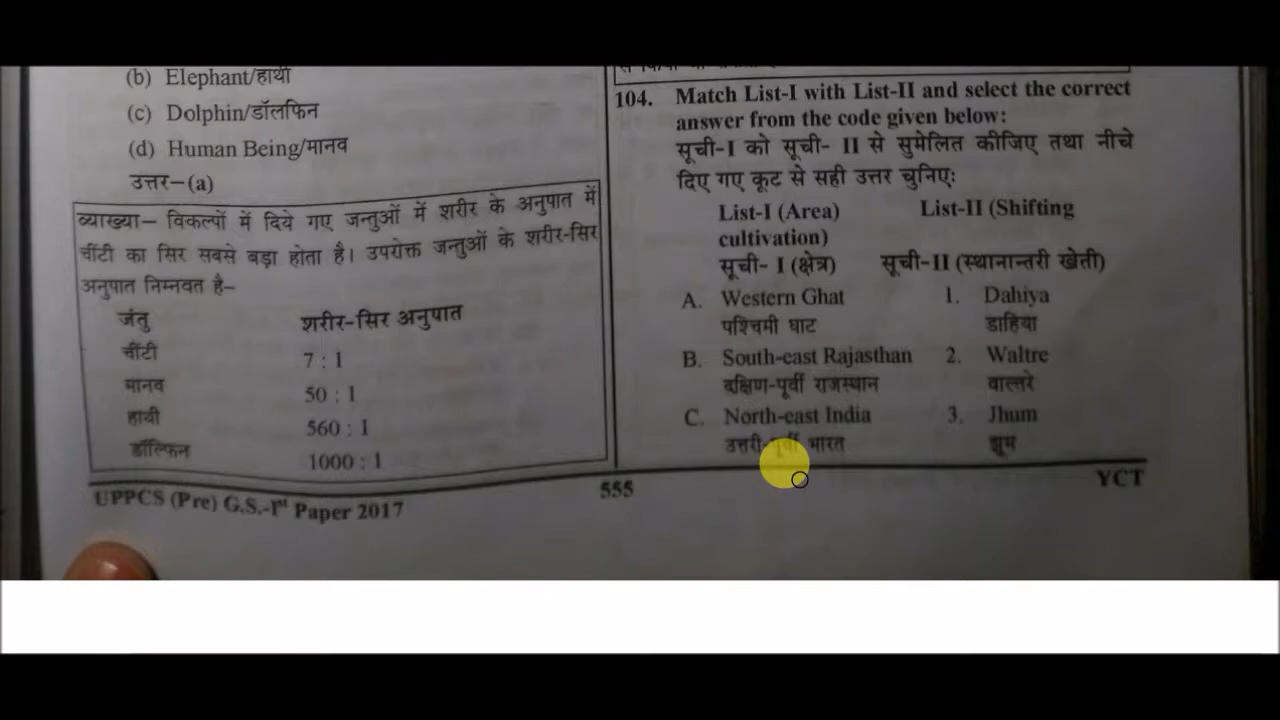 (b) Elephant/हाथी
(c) Dolphin/डॉलफिन
(d) Human Being/मानव
उत्तर–(a)
व्याख्या– विकल्पों में दिये गए जन्तुओं में शरीर के अनुपात में
चींटी का सिर सबसे बड़ा होता है। उपरोक्त जन्तुओं के शरीर-सिर
अनुपात निम्नवत है–
जंतु शरीर-सिर अनुपात
चींटी 7 : 1
मानव 50 : 1
हाथी 560 : 1
डॉल्फिन 1000 : 1
UPPCS (Pre) G.S.-Ist Paper 2017
104. Match List-I with List-II and select the correct
answer from the code given below:
सूची-I को सूची- II से सुमेलित कीजिए तथा नीचे
दिए गए कूट से सही उत्तर चुनिए:
List-I (Area) List-II (Shifting
cultivation)
सूची- I (क्षेत्र) सूची-II (स्थानान्तरी खेती)
A. Western Ghat 1. Dahiya
पश्चिमी घाट डाहिया
B. South-east Rajasthan 2. Waltre
दक्षिण-पूर्वी राजस्थान वाल्तरे
C. North-east India 3. Jhum
उत्तरी-पूर्वी भारत झूम
555
YCT